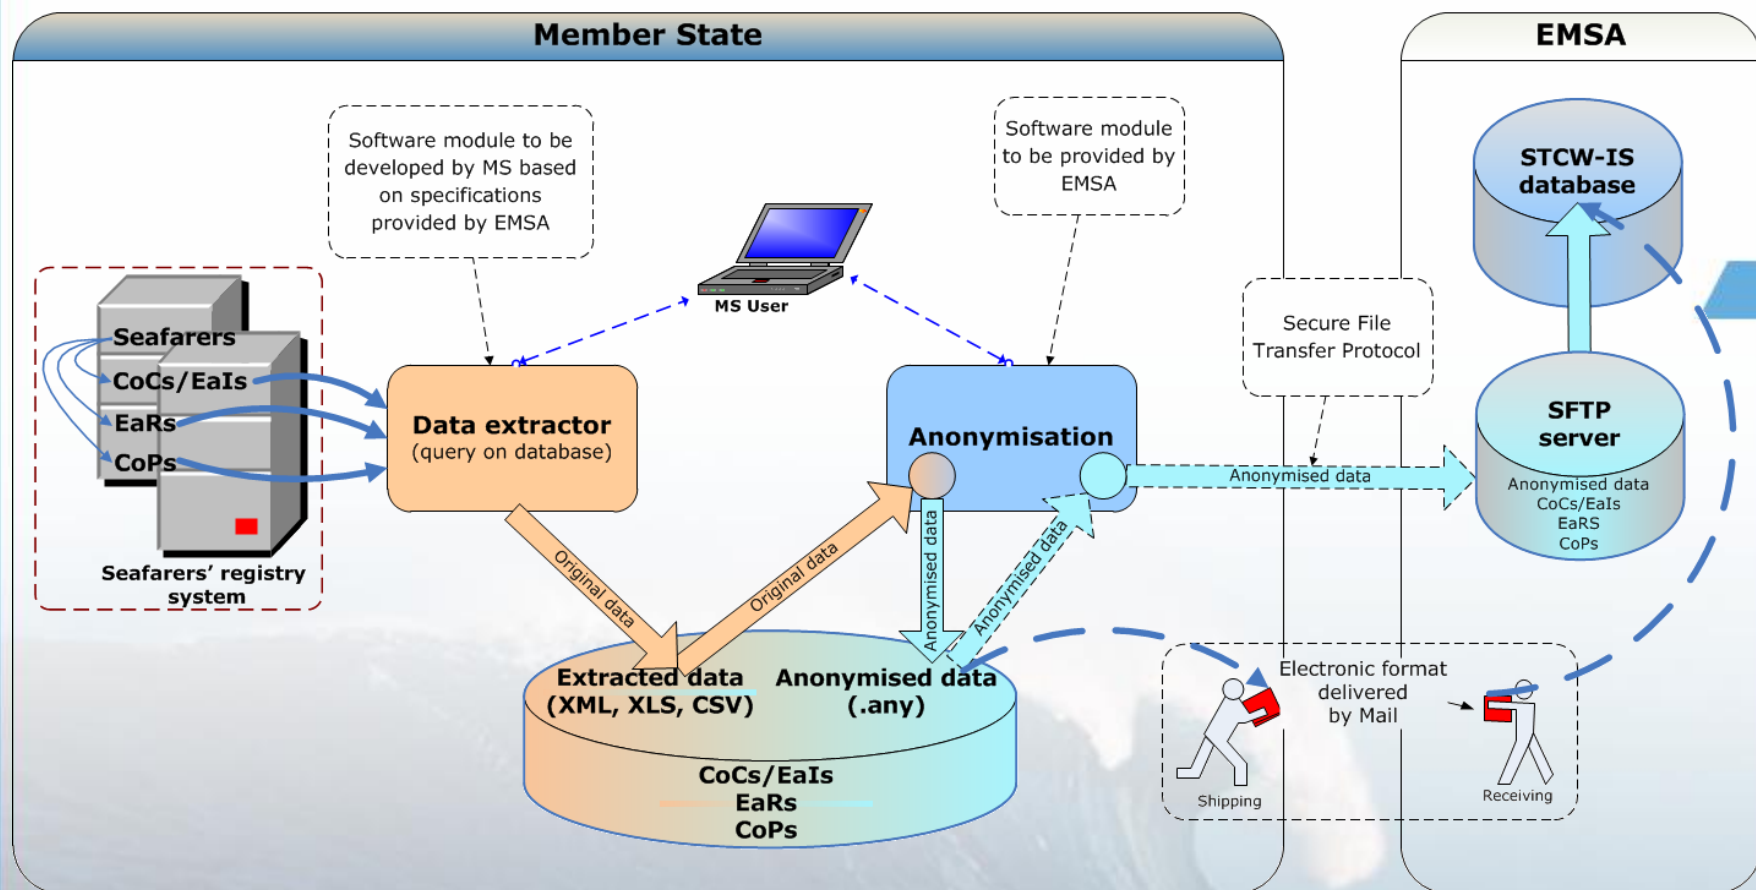 Member State
EMSA
Software module to be
developed by MS based
on specifications
provided by EMSA
Software module
to be provided by
EMSA
MS User
STCW-IS
database
Secure File
Transfer Protocol
Seafarers
CoCs/EaIs
EaRs
CoPs
Seafarers’ registry
system
Data extractor
(query on database)
Anonymisation
Anonymised data
SFTP
server
Anonymised data
CoCs/EaIs
EaRS
CoPs
Original data
Original data
Anonymised data
Anonymised data
Extracted data
(XML, XLS, CSV)
Anonymised data
(.any)
CoCs/EaIs
EaRs
CoPs
Electronic format
delivered
by Mail
Shipping
Receiving